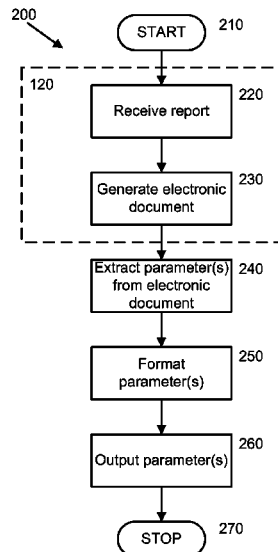 200
START
210
120
220
Receive report
230
Generate electronic
document
240
Extract parameter(s)
from electronic
document
250
Format
parameter(s)
260
Output parameter(s)
270
STOP